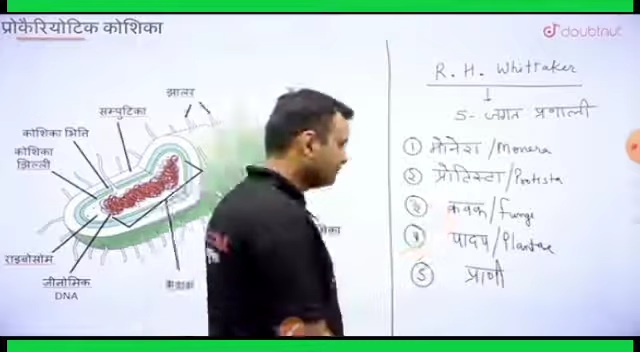 प्रोकैरियोटिक कोशिका
doubtnut
झालर
सम्पुटिका
कोशिका भिति
कोशिका
झिल्ली
राइबोसोम
जीनोमिक
DNA
R. H. Whittaker
5- जगत प्रणाली
① मोनेरा / Monera
② प्रोटिस्टा / Protista
③ कवक / Fungi
④ पादप / Plantae
⑤ प्राणी